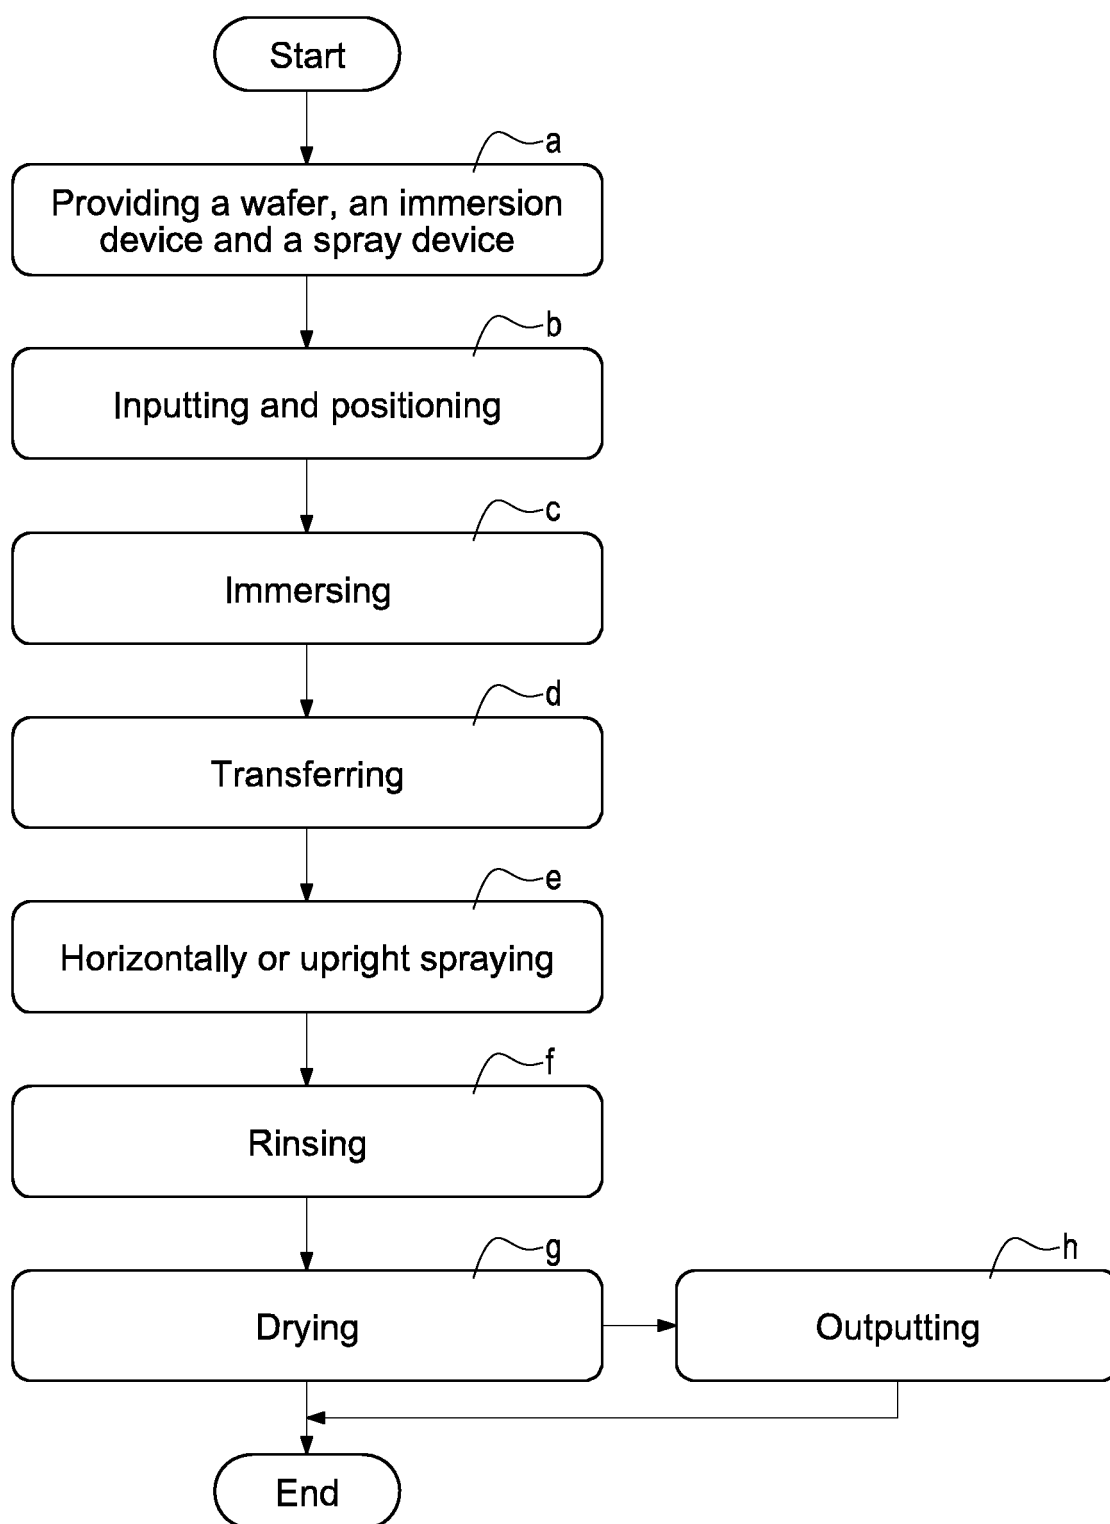 Start
a
Providing a wafer, an immersion
device and a spray device
b
Inputting and positioning
c
Immersing
d
Transferring
e
Horizontally or upright spraying
f
Rinsing
g
Drying
h
Outputting
End